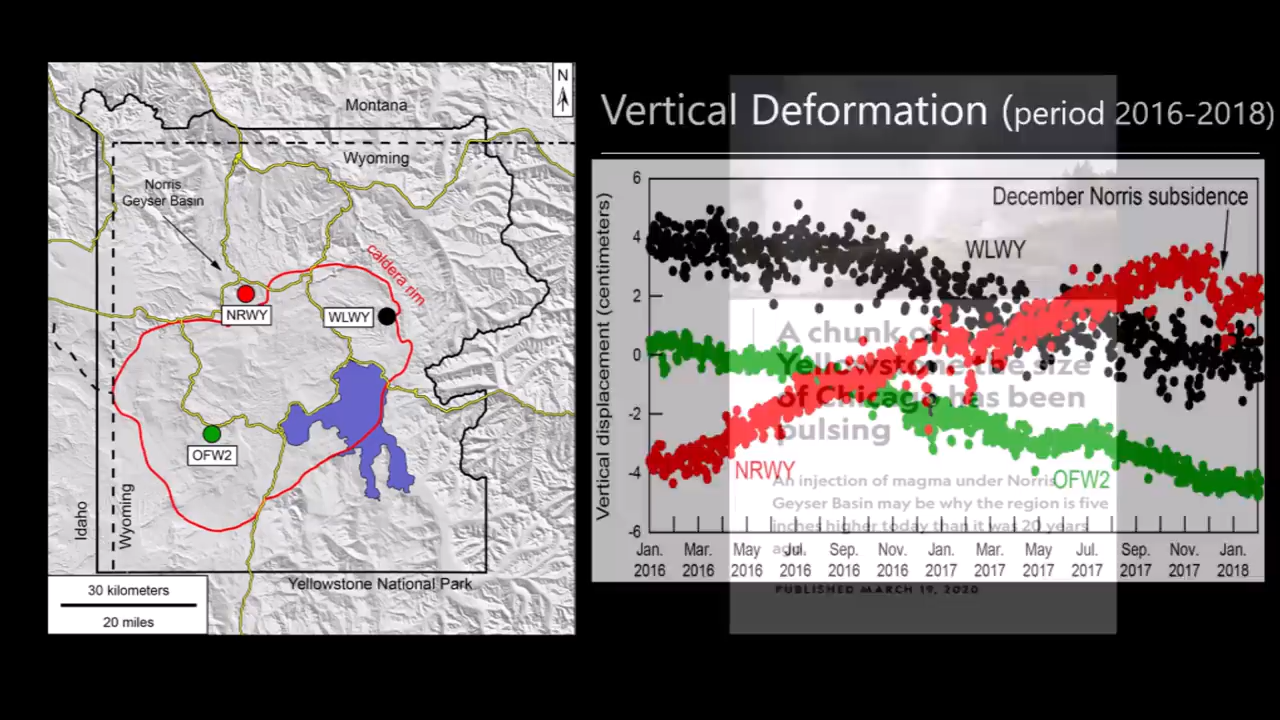 N
Montana
Wyoming
Norris
Geyser Basin
caldera rim
NRWY
WLWY
OFW2
Idaho
Wyoming
Yellowstone National Park
30 kilometers
20 miles
Vertical Deformation (period 2016-2018)
December Norris subsidence
Vertical displacement (centimeters)
6
4
2
0
-2
-4
-6
WLWY
NRWY
OFW2
Jan. Mar. May Jul. Sep. Nov. Jan. Mar. May Jul. Sep. Nov. Jan.
2016 2016 2016 2016 2016 2016 2017 2017 2017 2017 2017 2017 2018
A chunk of
Yellowstone the size
of Chicago has been
pulsing
An injection of magma under Norris
Geyser Basin may be why the region is five
inches higher today than it was 20 years
ago.
PUBLISHED MARCH 19, 2020